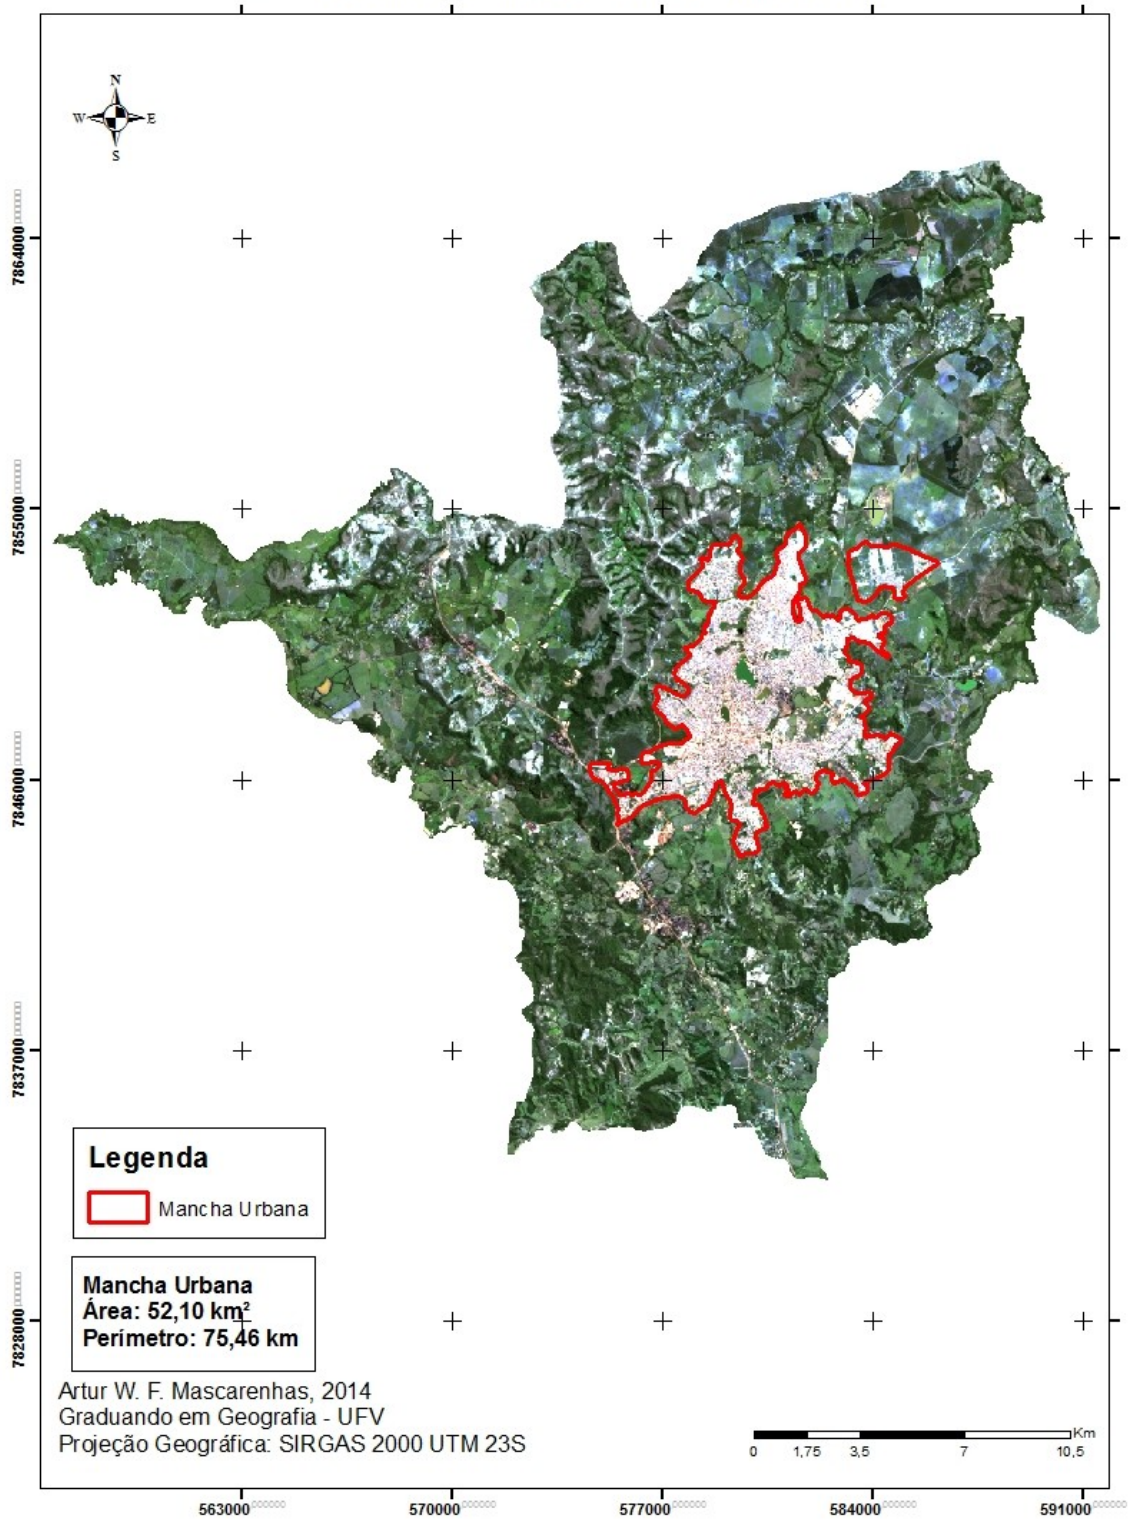 N
W E
S
7864000
7855000
7846000
7837000
7828000
Legenda
Mancha Urbana
Mancha Urbana
Área: 52,10 km²
Perímetro: 75,46 km
Artur W. F. Mascarenhas, 2014
Graduando em Geografia - UFV
Projeção Geográfica: SIRGAS 2000 UTM 23S
Km
0 1,75 3,5 7 10,5
563000 570000 577000 584000 591000